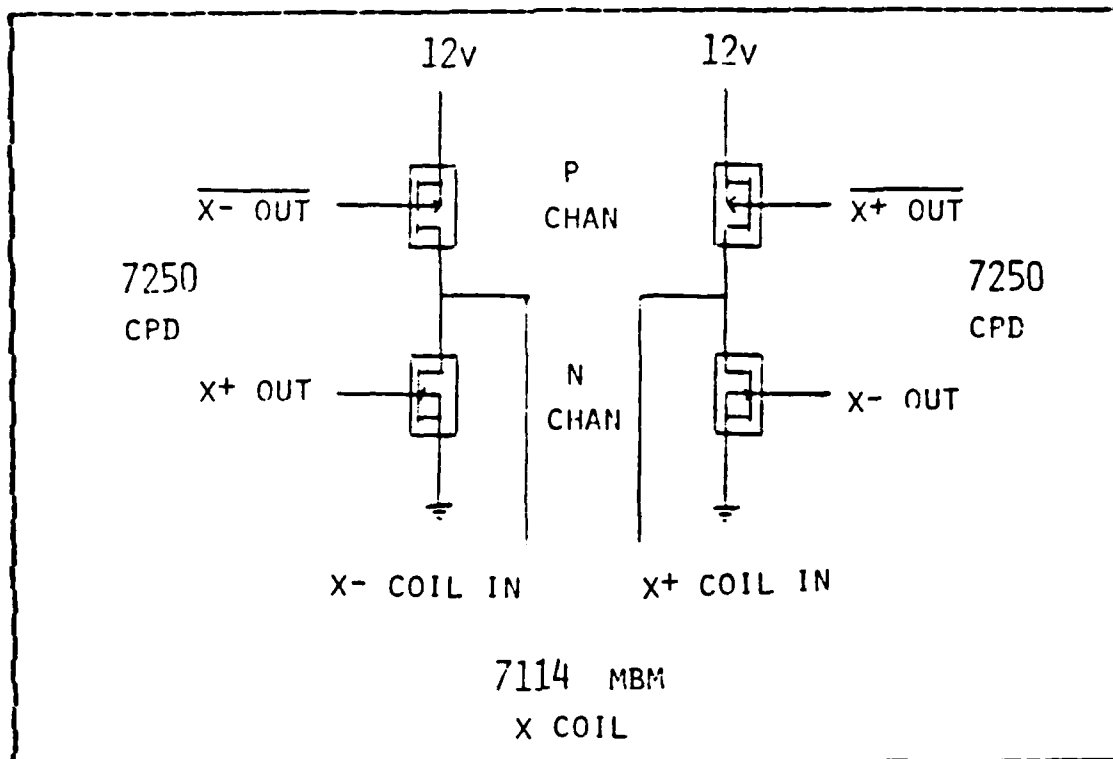 12v 12v
P
CHAN
X- OUT X+ OUT
7250 7250
CPD CPD
N
CHAN
X+ OUT X- OUT
X- COIL IN X+ COIL IN
7114 MBM
X COIL